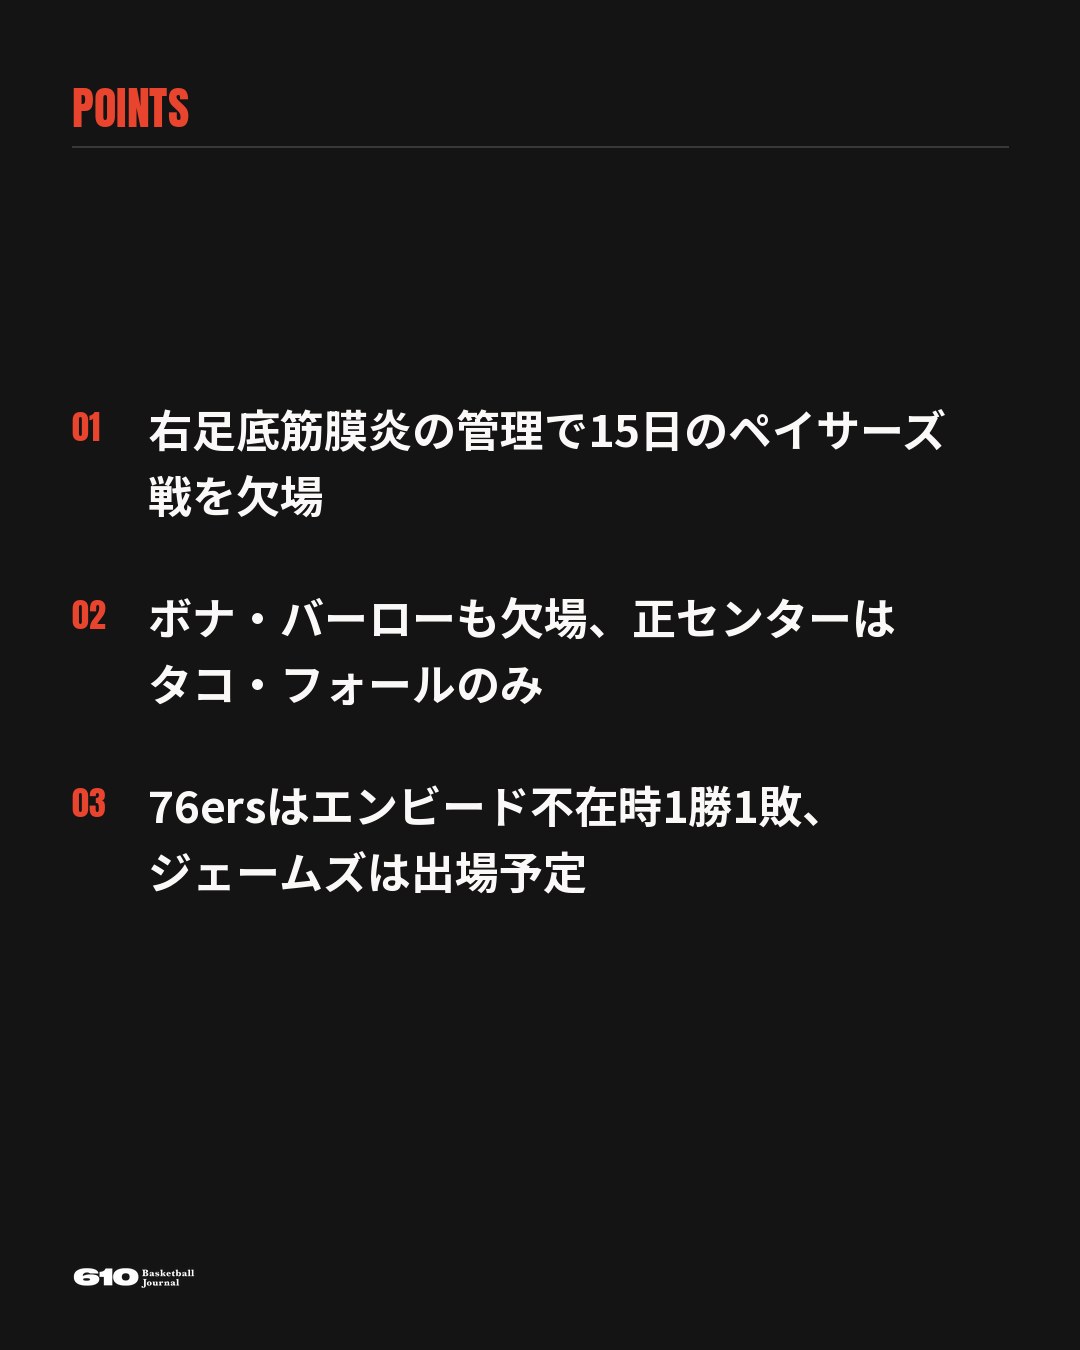 POINTS
01 右足底筋膜炎の管理で15日のペイサーズ
戦を欠場
02 ボナ・バーローも欠場、正センターは
タコ・フォールのみ
03 76ersはエンビード不在時1勝1敗、
ジェームズは出場予定
610 Basketball
Journal